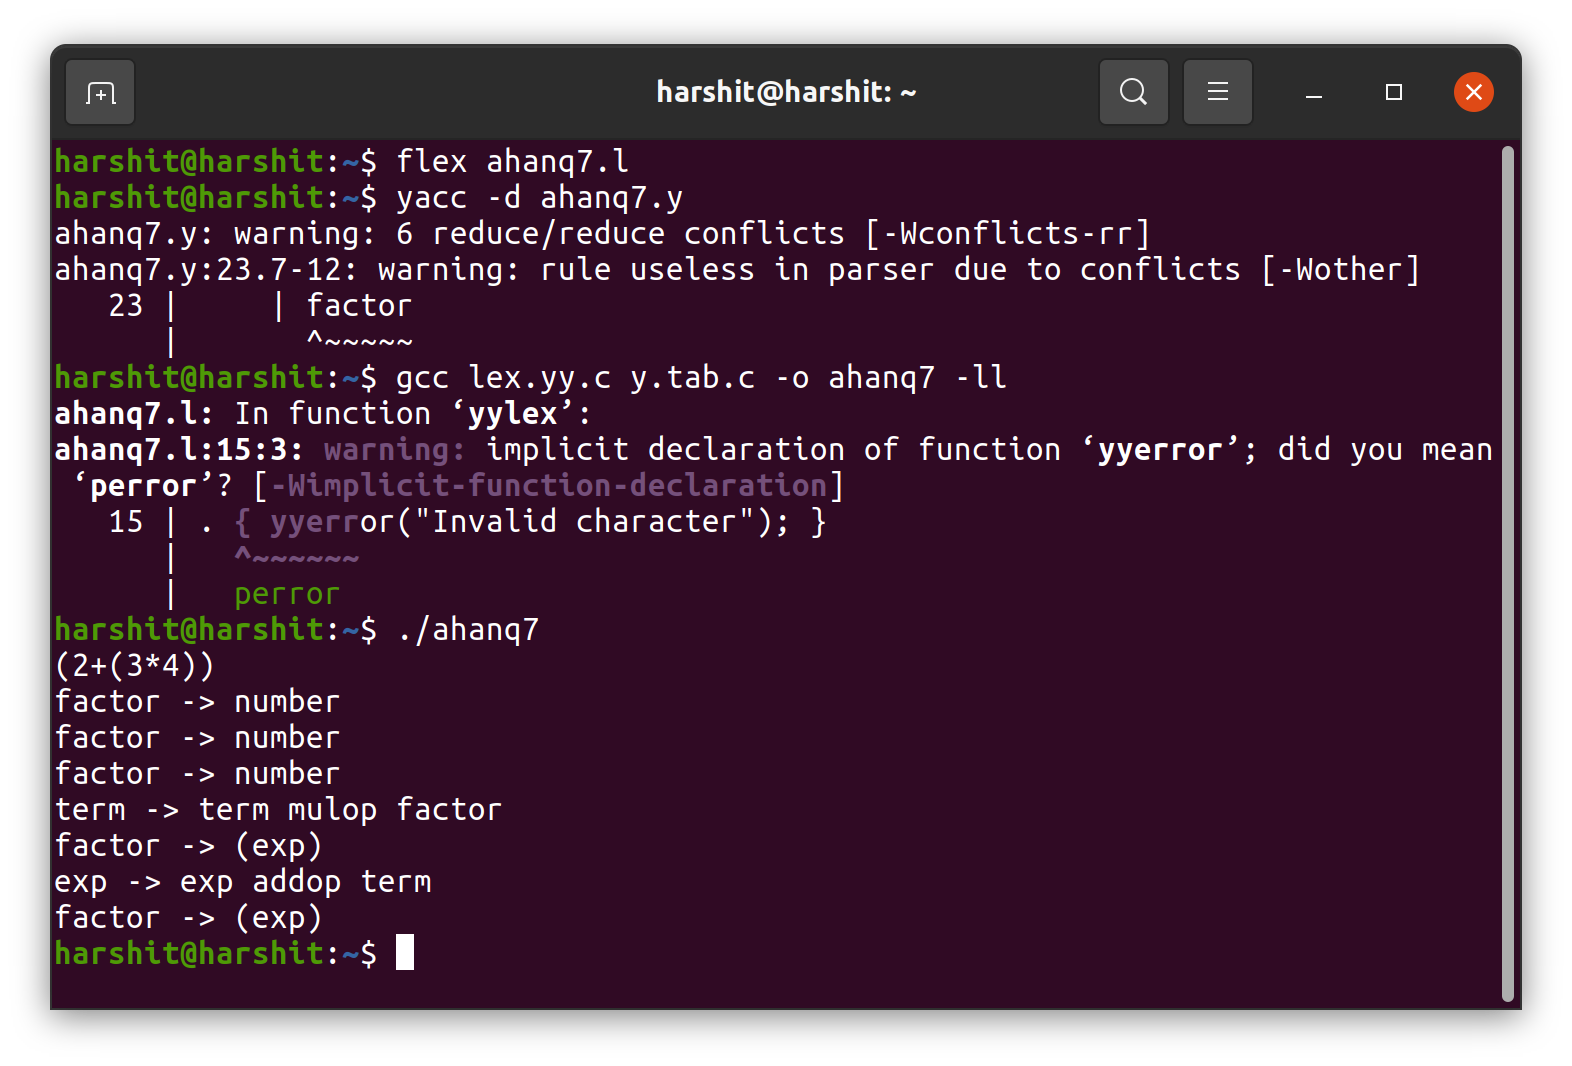 harshit@harshit: ~
harshit@harshit:~$ flex ahanq7.l
harshit@harshit:~$ yacc -d ahanq7.y
ahanq7.y: warning: 6 reduce/reduce conflicts [-Wconflicts-rr]
ahanq7.y:23.7-12: warning: rule useless in parser due to conflicts [-Wother]
   23 |     | factor
      |       ^~~~~~
harshit@harshit:~$ gcc lex.yy.c y.tab.c -o ahanq7 -ll
ahanq7.l: In function ‘yylex’:
ahanq7.l:15:3: warning: implicit declaration of function ‘yyerror’; did you mean
 ‘perror’? [-Wimplicit-function-declaration]
   15 | . { yyerror("Invalid character"); }
      |   ^~~~~~~
      |   perror
harshit@harshit:~$ ./ahanq7
(2+(3*4))
factor -> number
factor -> number
factor -> number
term -> term mulop factor
factor -> (exp)
exp -> exp addop term
factor -> (exp)
harshit@harshit:~$